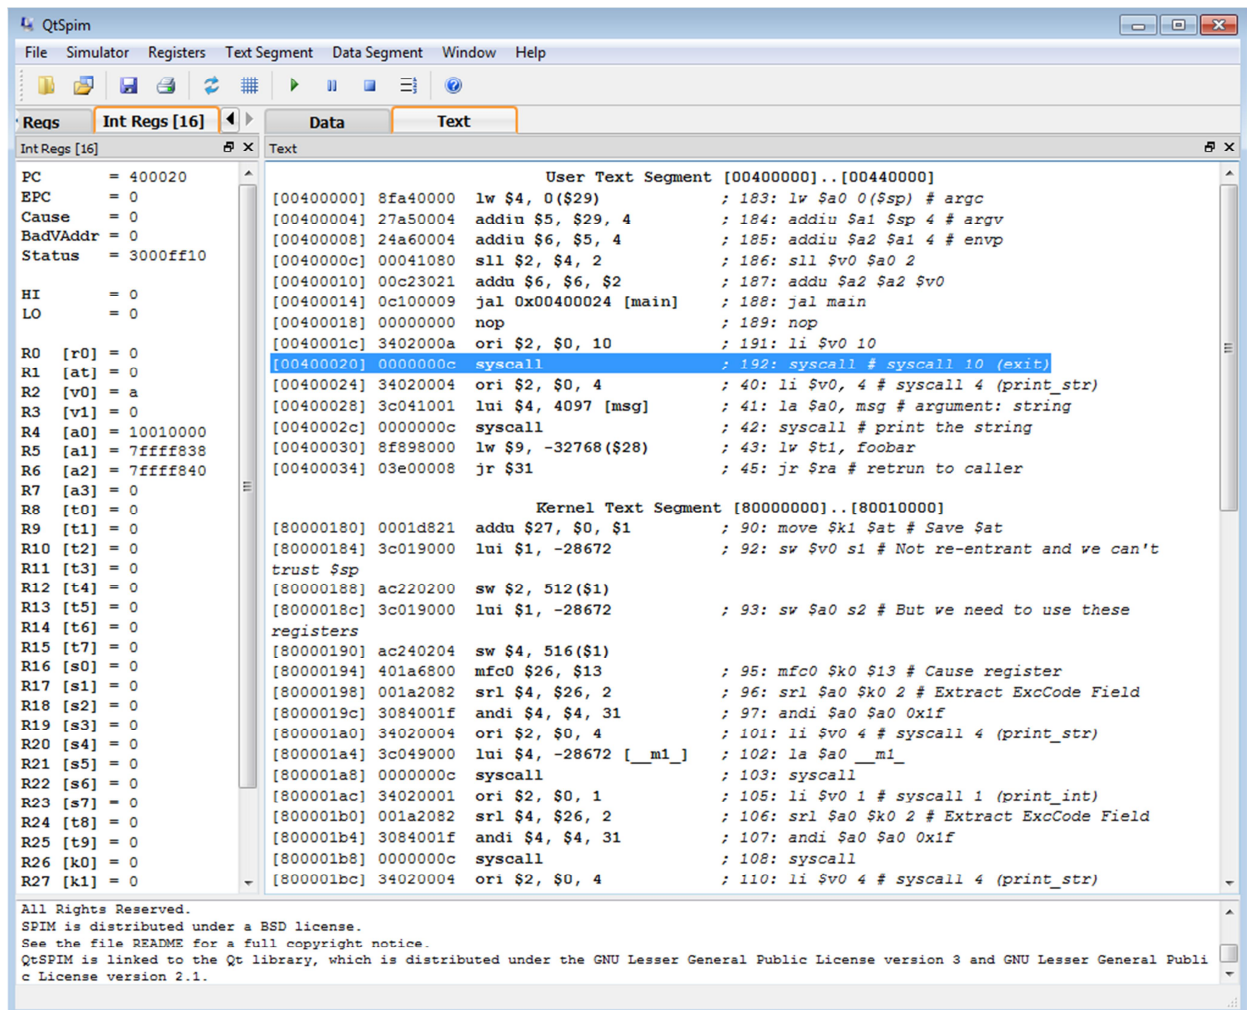 QtSpim
File Simulator Registers Text Segment Data Segment Window Help
Regs Int Regs [16] Data Text
Int Regs [16]
PC = 400020
EPC = 0
Cause = 0
BadVAddr = 0
Status = 3000ff10
HI = 0
LO = 0
R0 [r0] = 0
R1 [at] = 0
R2 [v0] = a
R3 [v1] = 0
R4 [a0] = 10010000
R5 [a1] = 7ffff838
R6 [a2] = 7ffff840
R7 [a3] = 0
R8 [t0] = 0
R9 [t1] = 0
R10 [t2] = 0
R11 [t3] = 0
R12 [t4] = 0
R13 [t5] = 0
R14 [t6] = 0
R15 [t7] = 0
R16 [s0] = 0
R17 [s1] = 0
R18 [s2] = 0
R19 [s3] = 0
R20 [s4] = 0
R21 [s5] = 0
R22 [s6] = 0
R23 [s7] = 0
R24 [t8] = 0
R25 [t9] = 0
R26 [k0] = 0
R27 [k1] = 0
Text
User Text Segment [00400000]..[00440000]
[00400000] 8fa40000 lw $4, 0($29) ; 183: lw $a0 0($sp) # argc
[00400004] 27a50004 addiu $5, $29, 4 ; 184: addiu $a1 $sp 4 # argv
[00400008] 24a60004 addiu $6, $5, 4 ; 185: addiu $a2 $a1 4 # envp
[0040000c] 00041080 sll $2, $4, 2 ; 186: sll $v0 $a0 2
[00400010] 00c23021 addu $6, $6, $2 ; 187: addu $a2 $a2 $v0
[00400014] 0c100009 jal 0x00400024 [main] ; 188: jal main
[00400018] 00000000 nop ; 189: nop
[0040001c] 3402000a ori $2, $0, 10 ; 191: li $v0 10
[00400020] 0000000c syscall ; 192: syscall # syscall 10 (exit)
[00400024] 34020004 ori $2, $0, 4 ; 40: li $v0, 4 # syscall 4 (print_str)
[00400028] 3c041001 lui $4, 4097 [msg] ; 41: la $a0, msg # argument: string
[0040002c] 0000000c syscall ; 42: syscall # print the string
[00400030] 8f898000 lw $9, -32768($28) ; 43: lw $t1, foobar
[00400034] 03e00008 jr $31 ; 45: jr $ra # retrun to caller
Kernel Text Segment [80000000]..[80010000]
[80000180] 0001d821 addu $27, $0, $1 ; 90: move $k1 $at # Save $at
[80000184] 3c019000 lui $1, -28672 ; 92: sw $v0 s1 # Not re-entrant and we can't
trust $sp
[80000188] ac220200 sw $2, 512($1)
[8000018c] 3c019000 lui $1, -28672 ; 93: sw $a0 s2 # But we need to use these
registers
[80000190] ac240204 sw $4, 516($1)
[80000194] 401a6800 mfc0 $26, $13 ; 95: mfc0 $k0 $13 # Cause register
[80000198] 001a2082 srl $4, $26, 2 ; 96: srl $a0 $k0 2 # Extract ExcCode Field
[8000019c] 3084001f andi $4, $4, 31 ; 97: andi $a0 $a0 0x1f
[800001a0] 34020004 ori $2, $0, 4 ; 101: li $v0 4 # syscall 4 (print_str)
[800001a4] 3c049000 lui $4, -28672 [__m1_] ; 102: la $a0 __m1_
[800001a8] 0000000c syscall ; 103: syscall
[800001ac] 34020001 ori $2, $0, 1 ; 105: li $v0 1 # syscall 1 (print_int)
[800001b0] 001a2082 srl $4, $26, 2 ; 106: srl $a0 $k0 2 # Extract ExcCode Field
[800001b4] 3084001f andi $4, $4, 31 ; 107: andi $a0 $a0 0x1f
[800001b8] 0000000c syscall ; 108: syscall
[800001bc] 34020004 ori $2, $0, 4 ; 110: li $v0 4 # syscall 4 (print_str)
All Rights Reserved.
SPIM is distributed under a BSD license.
See the file README for a full copyright notice.
QtSPIM is linked to the Qt library, which is distributed under the GNU Lesser General Public License version 3 and GNU Lesser General Publi
c License version 2.1.